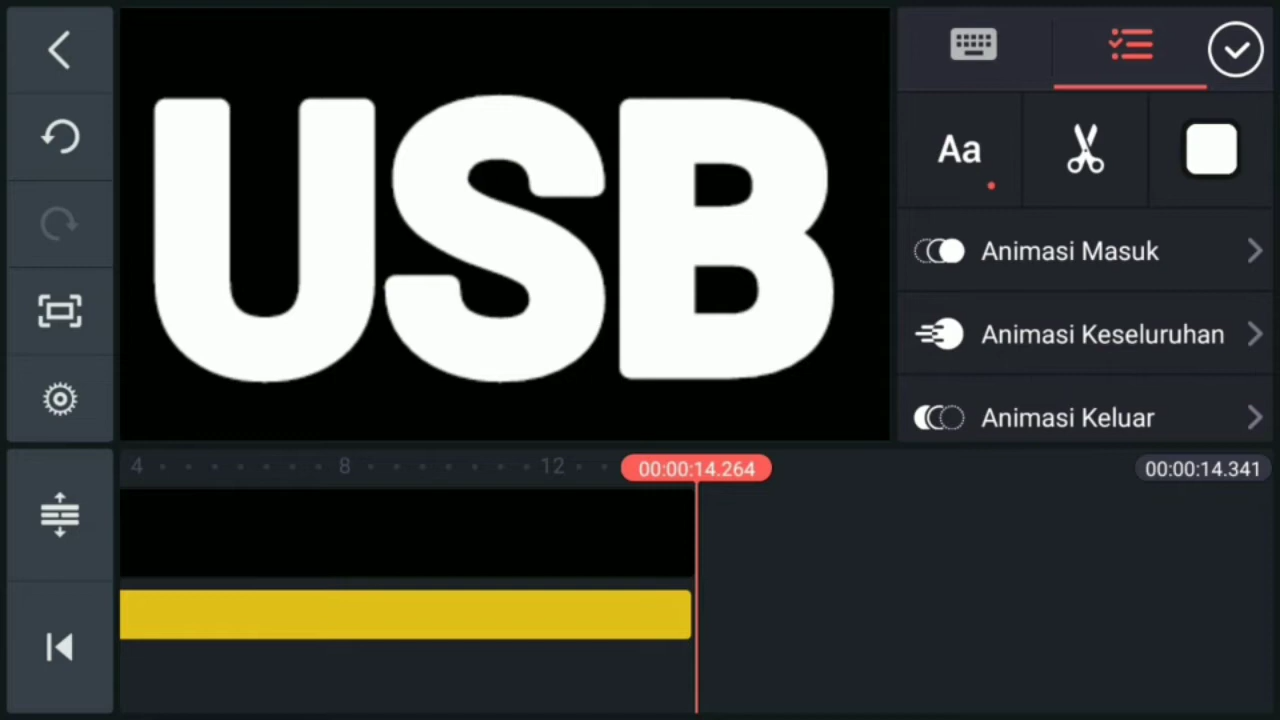 USB
Aa
Animasi Masuk
Animasi Keseluruhan
Animasi Keluar
4 8 12 00:00:14.264 00:00:14.341